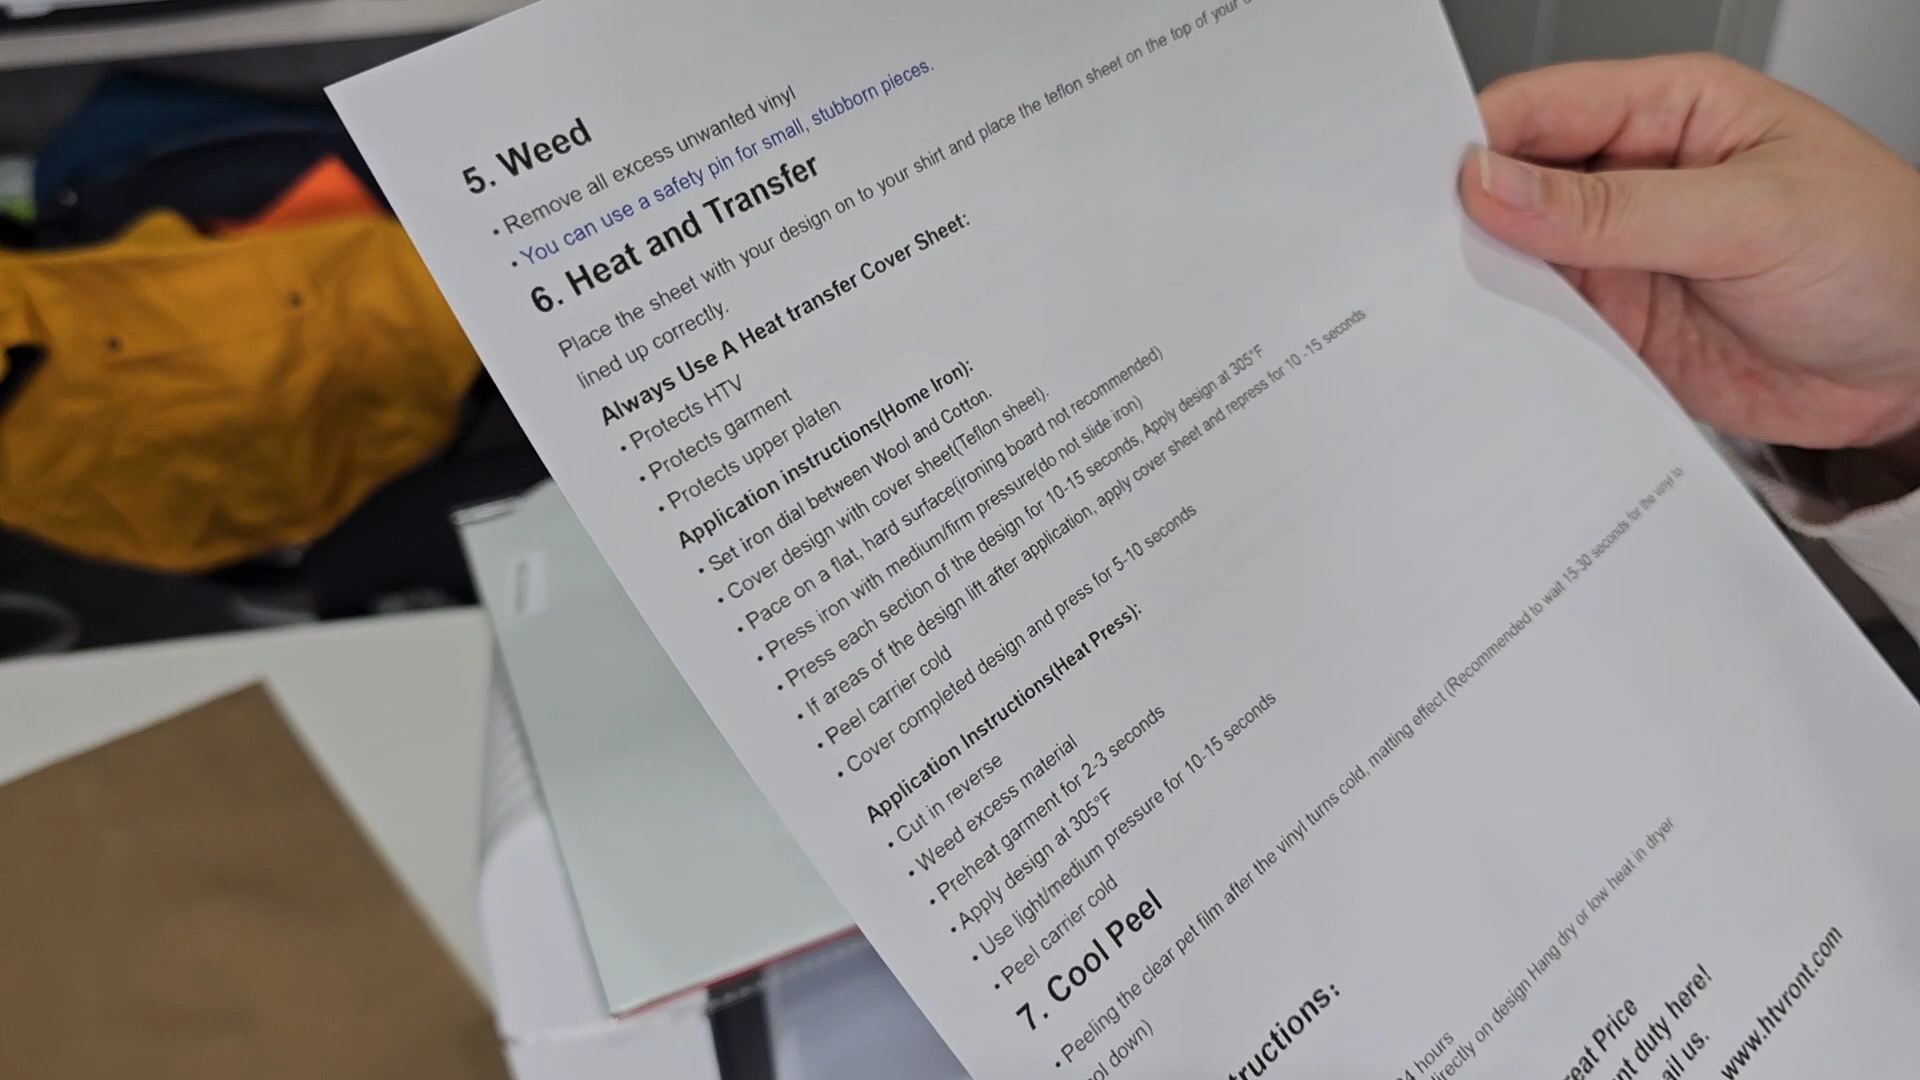 5. Weed
• Remove all excess unwanted vinyl
• You can use a safety pin for small, stubborn pieces.
6. Heat and Transfer
Place the sheet with your design on to your shirt and place the teflon sheet on the top of your
lined up correctly.
Always Use A Heat transfer Cover Sheet:
• Protects HTV
• Protects garment
• Protects upper platen
Application instructions(Home Iron):
• Set iron dial between Wool and Cotton.
• Cover design with cover sheet(Teflon sheet).
• Pace on a flat, hard surface(ironing board not recommended)
• Press iron with medium/firm pressure(do not slide iron)
• Press each section of the design for 10-15 seconds, Apply design at 305°F
• If areas of the design lift after application, apply cover sheet and repress for 10 -15 seconds
• Peel carrier cold
• Cover completed design and press for 5-10 seconds
Application Instructions(Heat Press):
• Cut in reverse
• Weed excess material
• Preheat garment for 2-3 seconds
• Apply design at 305°F
• Use light/medium pressure for 10-15 seconds
• Peel carrier cold
7. Cool Peel
• Peeling the clear pet film after the vinyl turns cold, matting effect (Recommended to wait 15-30 seconds for the vinyl to
ool down)
tructions:
hours
directly on design Hang dry or low heat in dryer
eat Price
nt duty here!
ail us.
www.htvront.com